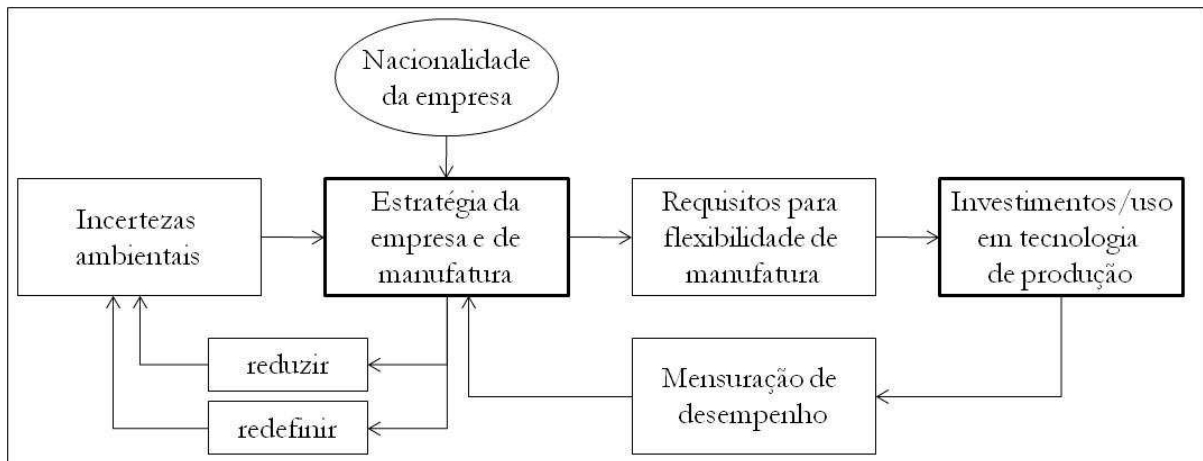 Nacionalidade
da empresa
Incertezas
ambientais
Estratégia da
empresa e de
manufatura
Requisitos para
flexibilidade de
manufatura
Investimentos/uso
em tecnologia
de produção
reduzir
redefinir
Mensuração de
desempenho